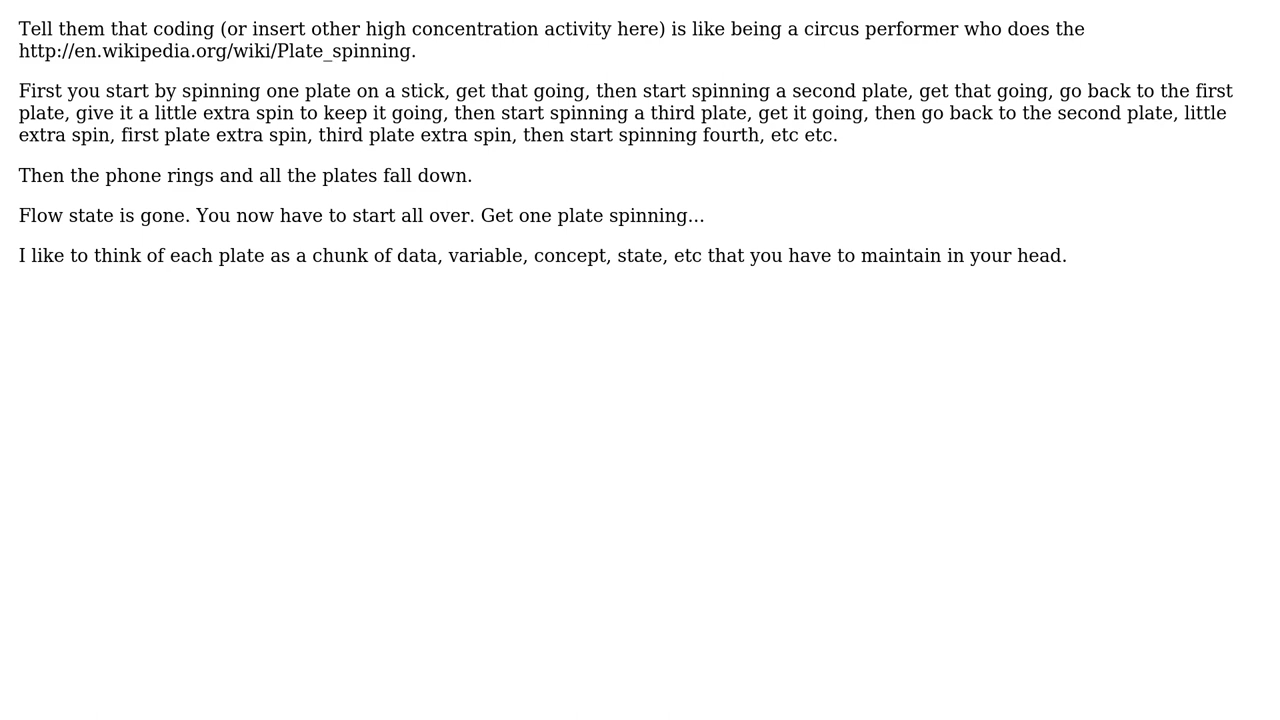 Tell them that coding (or insert other high concentration activity here) is like being a circus performer who does the
http://en.wikipedia.org/wiki/Plate_spinning.
First you start by spinning one plate on a stick, get that going, then start spinning a second plate, get that going, go back to the first
plate, give it a little extra spin to keep it going, then start spinning a third plate, get it going, then go back to the second plate, little
extra spin, first plate extra spin, third plate extra spin, then start spinning fourth, etc etc.
Then the phone rings and all the plates fall down.
Flow state is gone. You now have to start all over. Get one plate spinning...
I like to think of each plate as a chunk of data, variable, concept, state, etc that you have to maintain in your head.